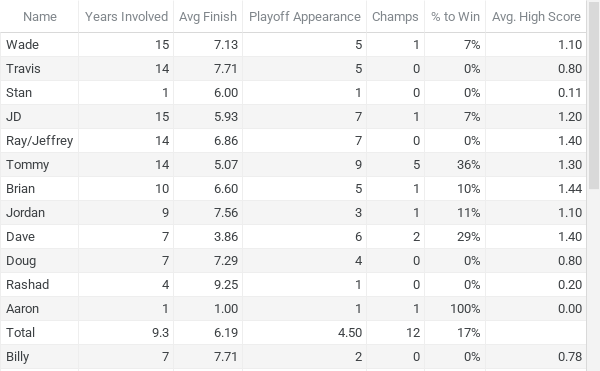 Name Years Involved Avg Finish Playoff Appearance Champs % to Win Avg. High Score
Wade 15 7.13 5 1 7% 1.10
Travis 14 7.71 5 0 0% 0.80
Stan 1 6.00 1 0 0% 0.11
JD 15 5.93 7 1 7% 1.20
Ray/Jeffrey 14 6.86 7 0 0% 1.40
Tommy 14 5.07 9 5 36% 1.30
Brian 10 6.60 5 1 10% 1.44
Jordan 9 7.56 3 1 11% 1.10
Dave 7 3.86 6 2 29% 1.40
Doug 7 7.29 4 0 0% 0.80
Rashad 4 9.25 1 0 0% 0.20
Aaron 1 1.00 1 1 100% 0.00
Total 9.3 6.19 4.50 12 17%
Billy 7 7.71 2 0 0% 0.78